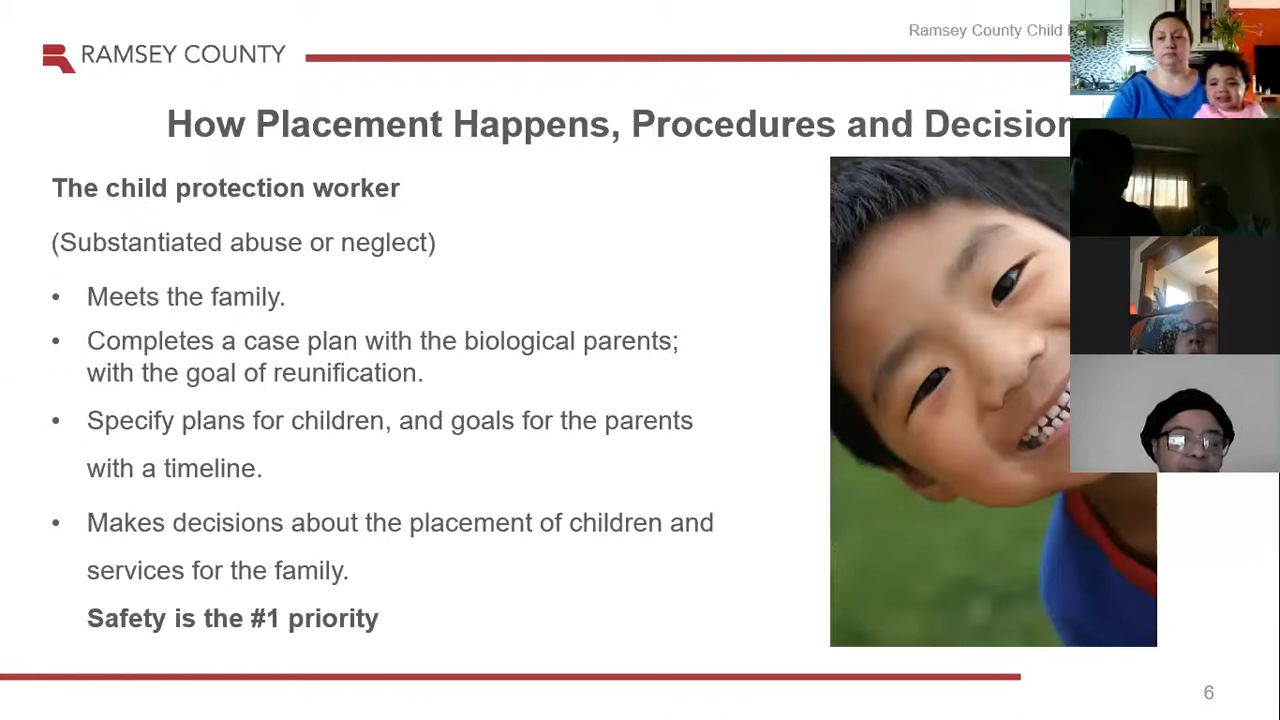 Ramsey County Child
RAMSEY COUNTY
How Placement Happens, Procedures and Decision
The child protection worker
(Substantiated abuse or neglect)
• Meets the family.
• Completes a case plan with the biological parents;
with the goal of reunification.
• Specify plans for children, and goals for the parents
with a timeline.
• Makes decisions about the placement of children and
services for the family.
Safety is the #1 priority
6